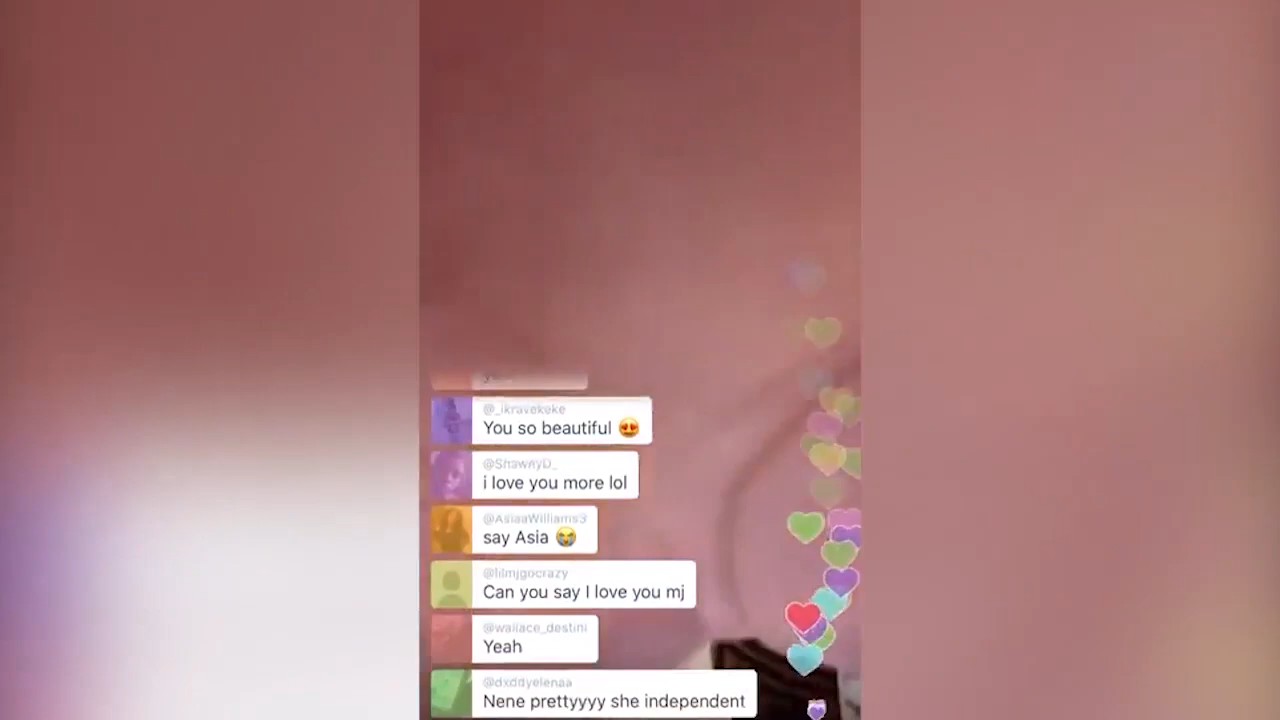 @_ikravekeke
You so beautiful 😍
@ShawnyD_
i love you more lol
@AsiaaWilliams3
say Asia 😭
@lilmjgocrazy
Can you say I love you mj
@wallace_destini
Yeah
@dxddyelenaa
Nene prettyyyy she independent